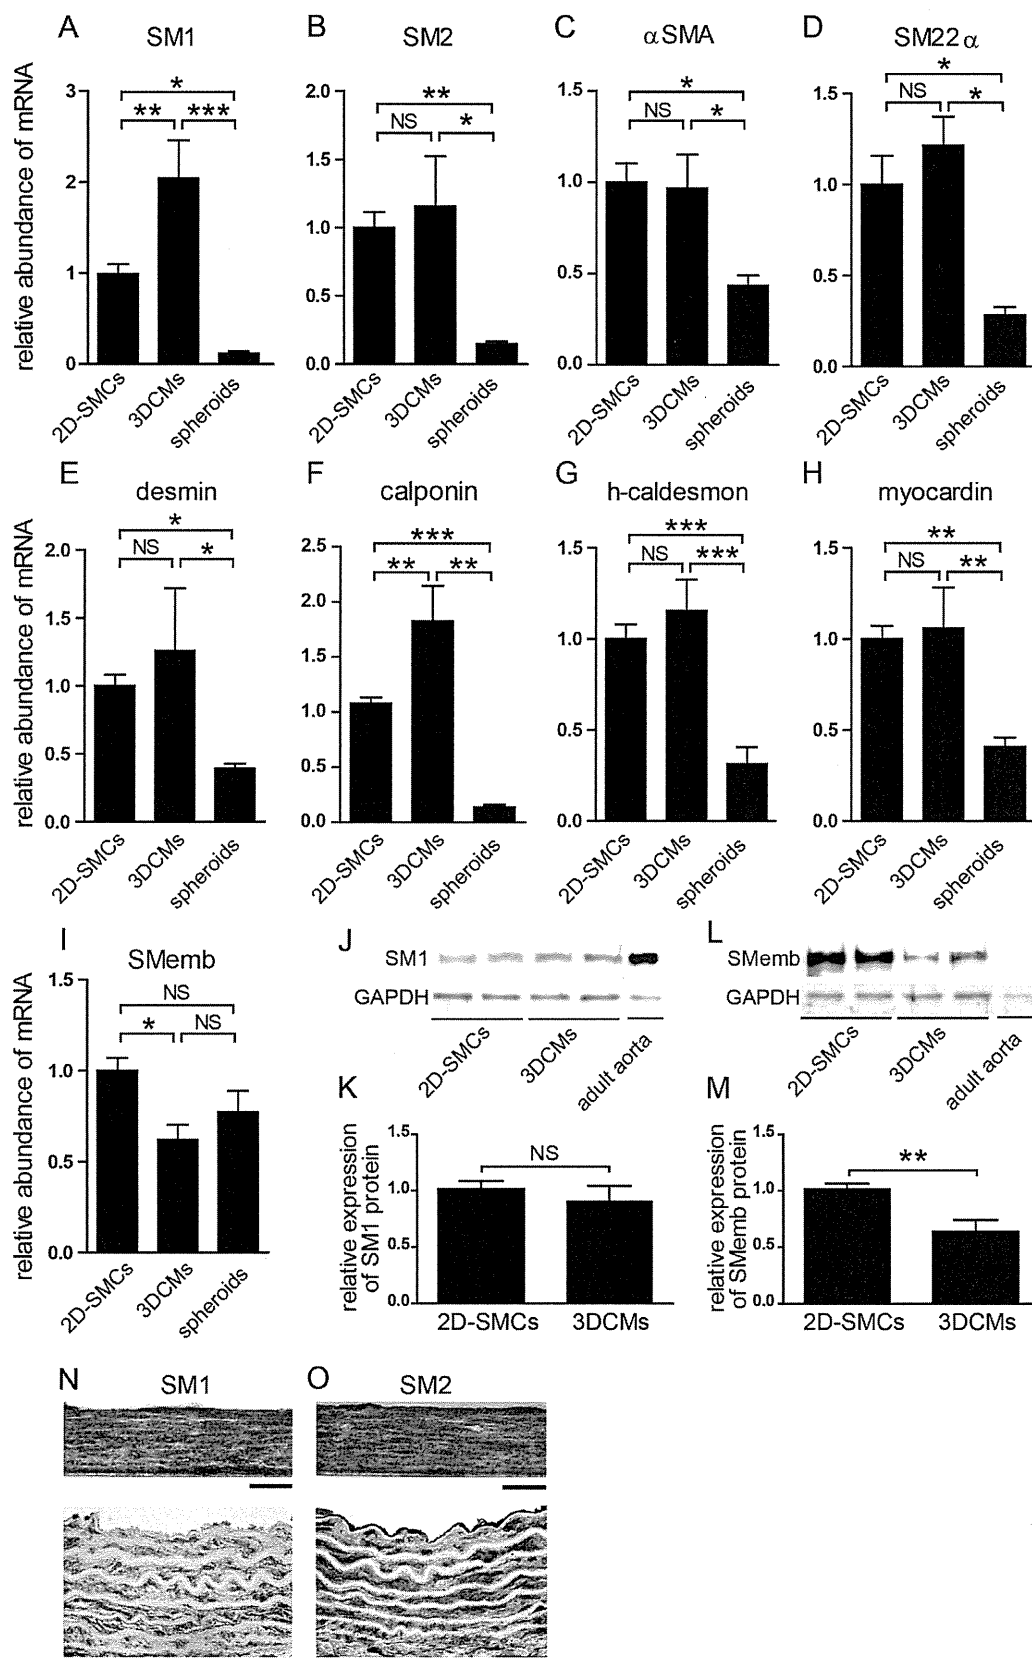 A SM1
B SM2
C αSMA
D SM22α
relative abundance of mRNA
3
2
1
0
* ** ***
2D-SMCs 3DCMs spheroids
2.0
1.5
1.0
0.5
0.0
** NS *
2D-SMCs 3DCMs spheroids
1.5
1.0
0.5
0.0
* NS *
2D-SMCs 3DCMs spheroids
1.5
1.0
0.5
0.0
* NS *
2D-SMCs 3DCMs spheroids
E desmin
F calponin
G h-caldesmon
H myocardin
relative abundance of mRNA
2.0
1.5
1.0
0.5
0.0
* NS *
2D-SMCs 3DCMs spheroids
2.5
2.0
1.5
1.0
0.5
0.0
*** ** **
2D-SMCs 3DCMs spheroids
1.5
1.0
0.5
0.0
*** NS ***
2D-SMCs 3DCMs spheroids
1.5
1.0
0.5
0.0
** NS **
2D-SMCs 3DCMs spheroids
I SMemb
relative abundance of mRNA
1.5
1.0
0.5
0.0
NS * NS
2D-SMCs 3DCMs spheroids
J
SM1
GAPDH
2D-SMCs 3DCMs adult aorta
L
SMemb
GAPDH
2D-SMCs 3DCMs adult aorta
K
relative expression
of SM1 protein
1.5
1.0
0.5
0.0
NS
2D-SMCs 3DCMs
M
relative expression
of SMemb protein
1.5
1.0
0.5
0.0
**
2D-SMCs 3DCMs
N SM1
O SM2